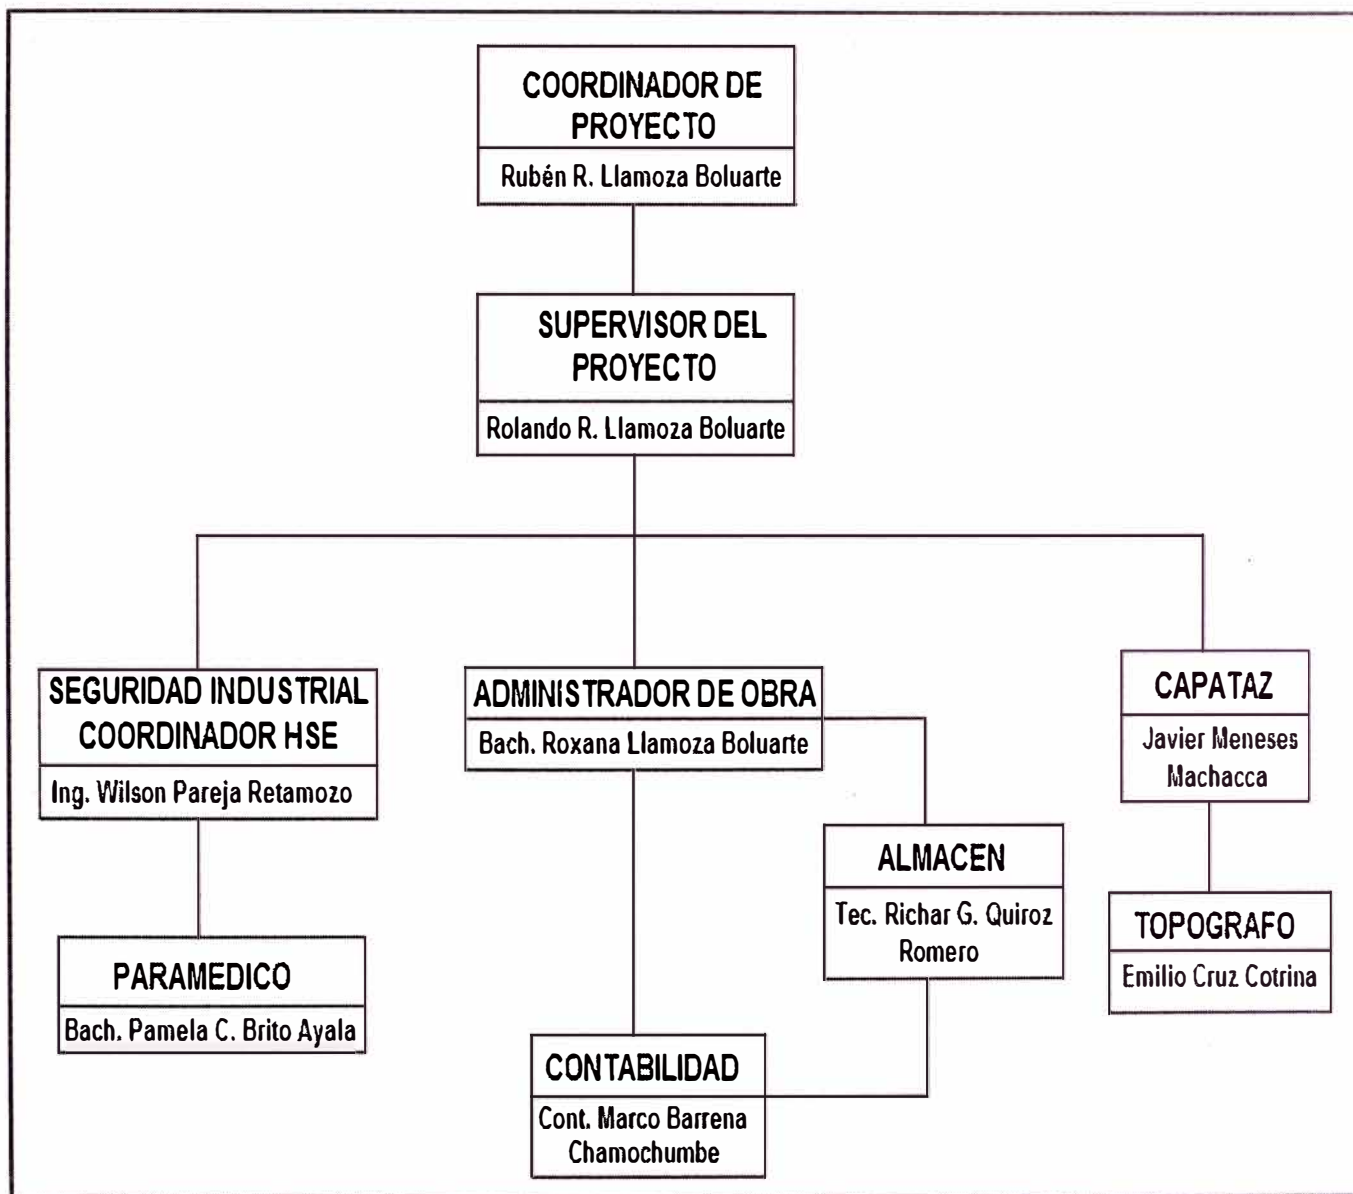 COORDINADOR DE
PROYECTO
Rubén R. Llamoza Boluarte
SUPERVISOR DEL
PROYECTO
Rolando R. Llamoza Boluarte
SEGURIDAD INDUSTRIAL
COORDINADOR HSE
Ing. Wilson Pareja Retamozo
PARAMEDICO
Bach. Pamela C. Brito Ayala
ADMINISTRADOR DE OBRA
Bach. Roxana Llamoza Boluarte
ALMACEN
Tec. Richar G. Quiroz
Romero
CONTABILIDAD
Cont. Marco Barrena
Chamochumbe
CAPATAZ
Javier Meneses
Machacca
TOPOGRAFO
Emilio Cruz Cotrina